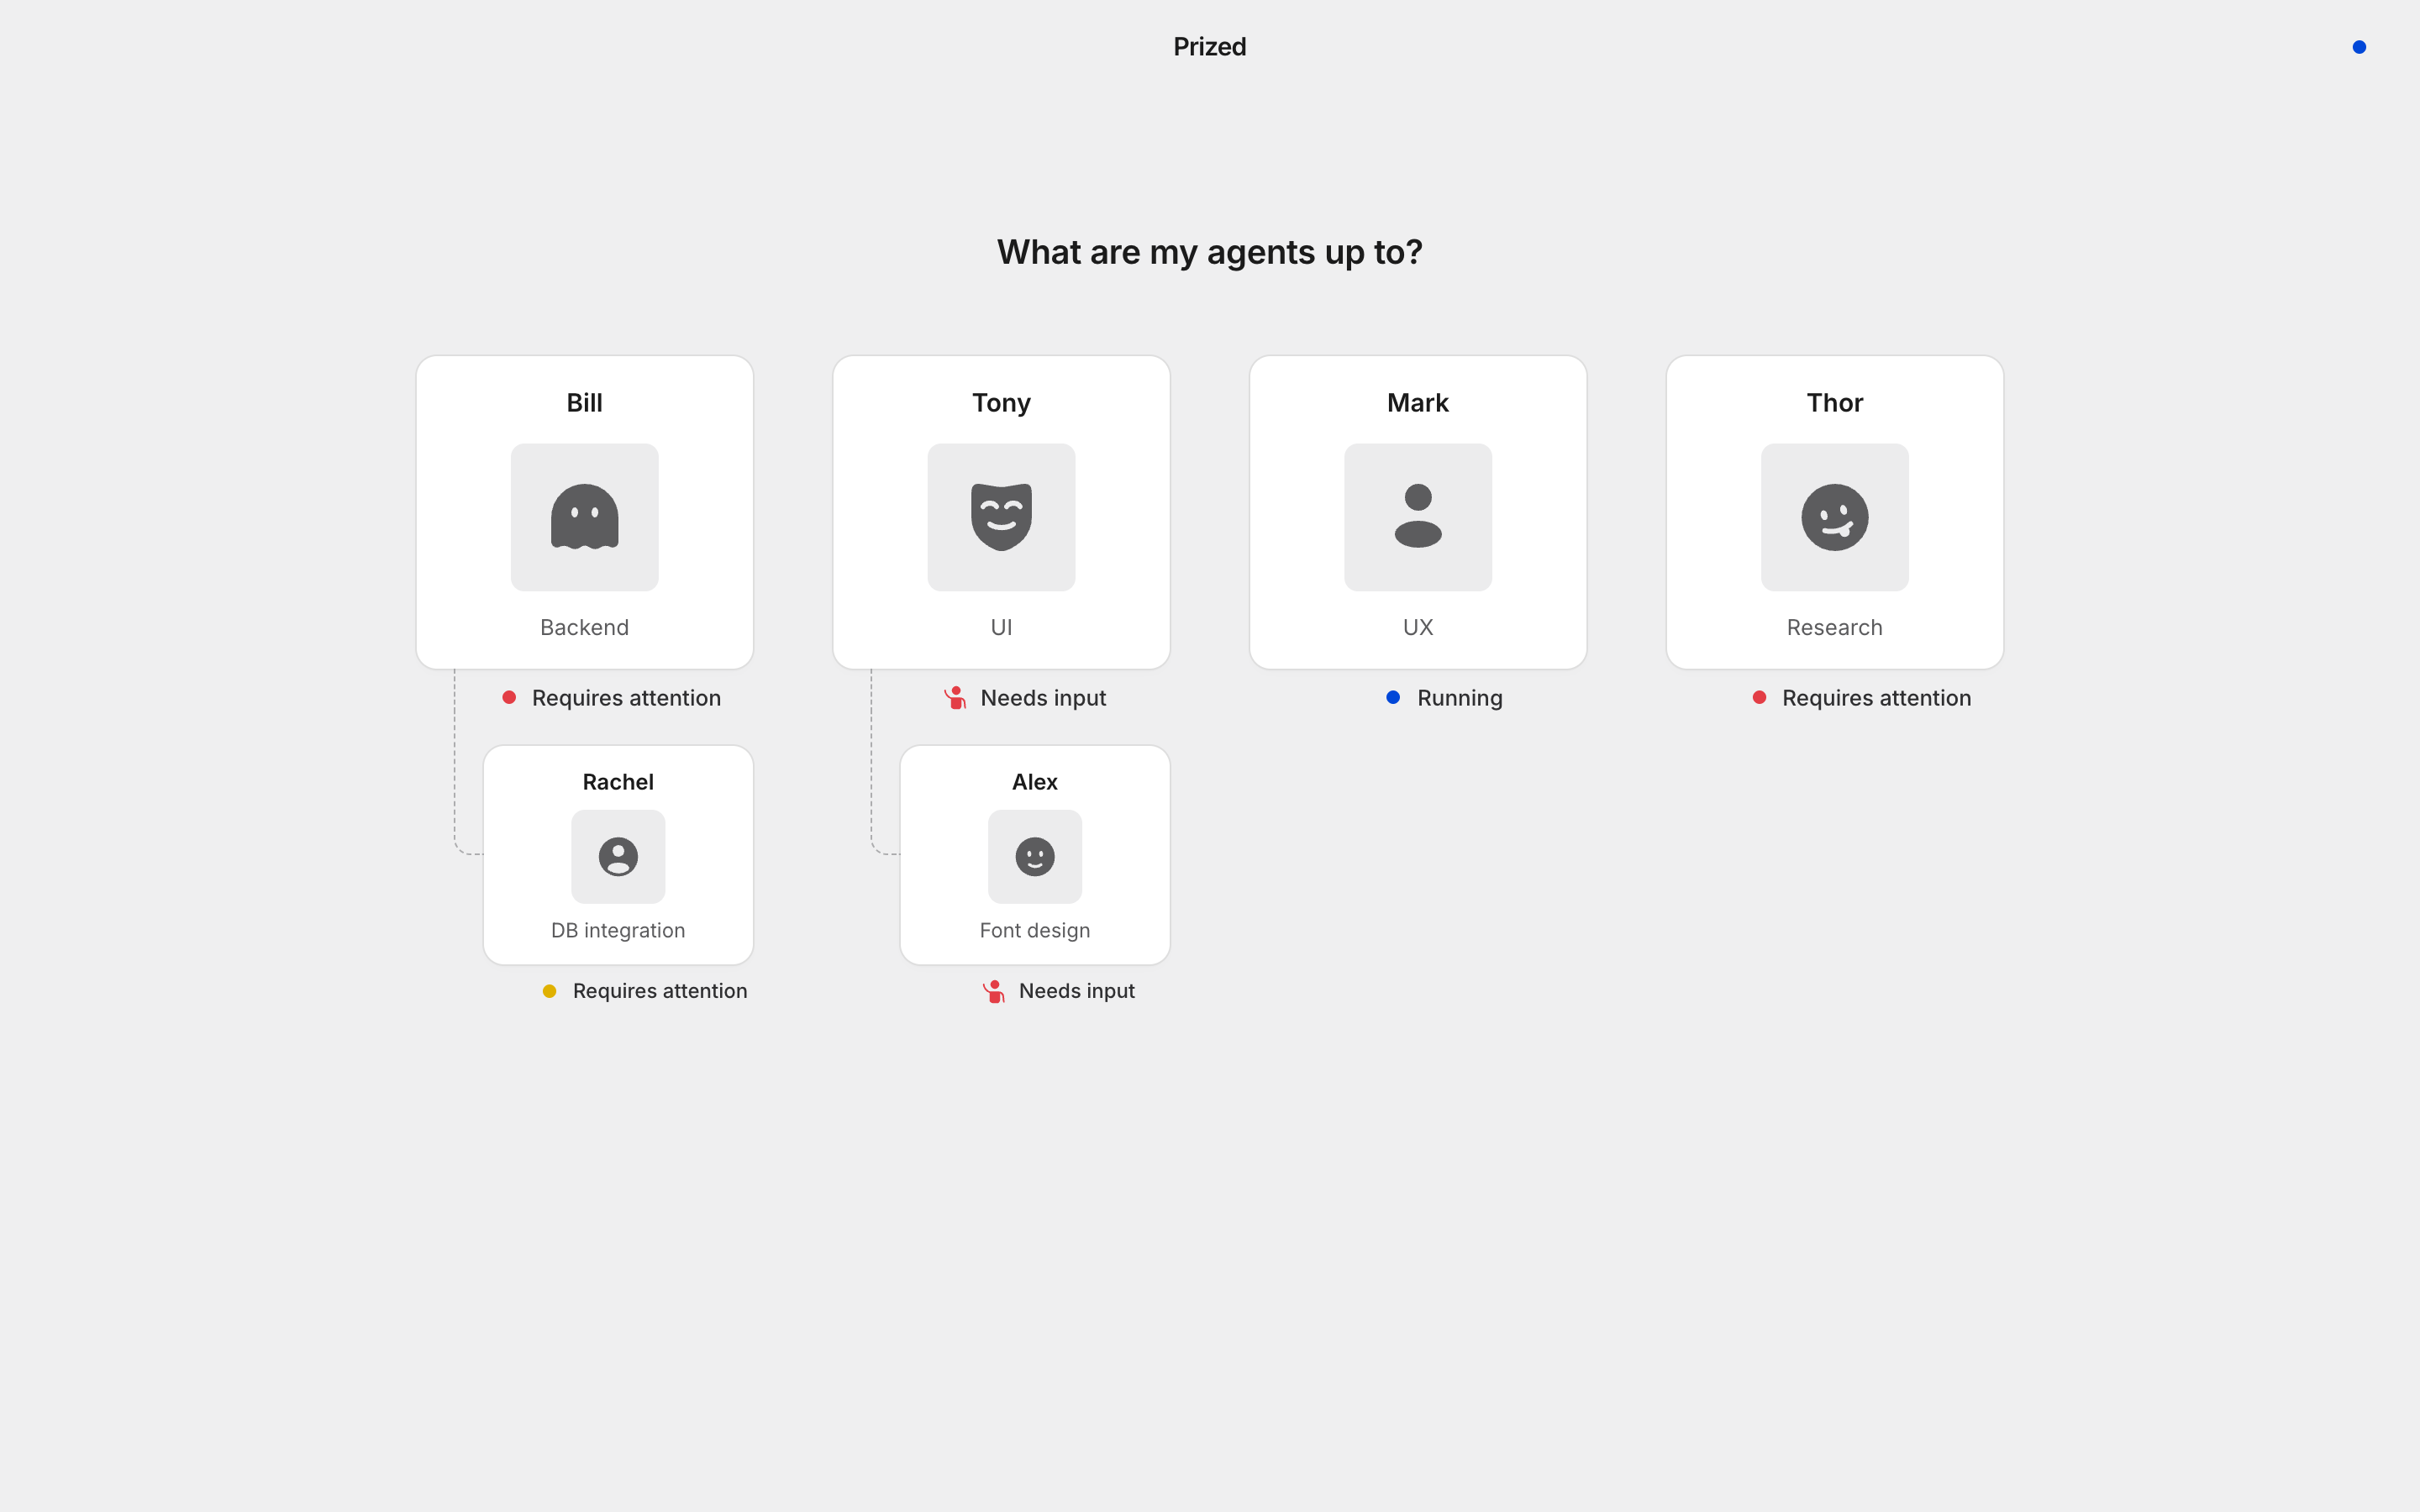 Prized
What are my agents up to?
Bill
Backend
Requires attention
Rachel
DB integration
Requires attention
Tony
UI
Needs input
Alex
Font design
Needs input
Mark
UX
Running
Thor
Research
Requires attention